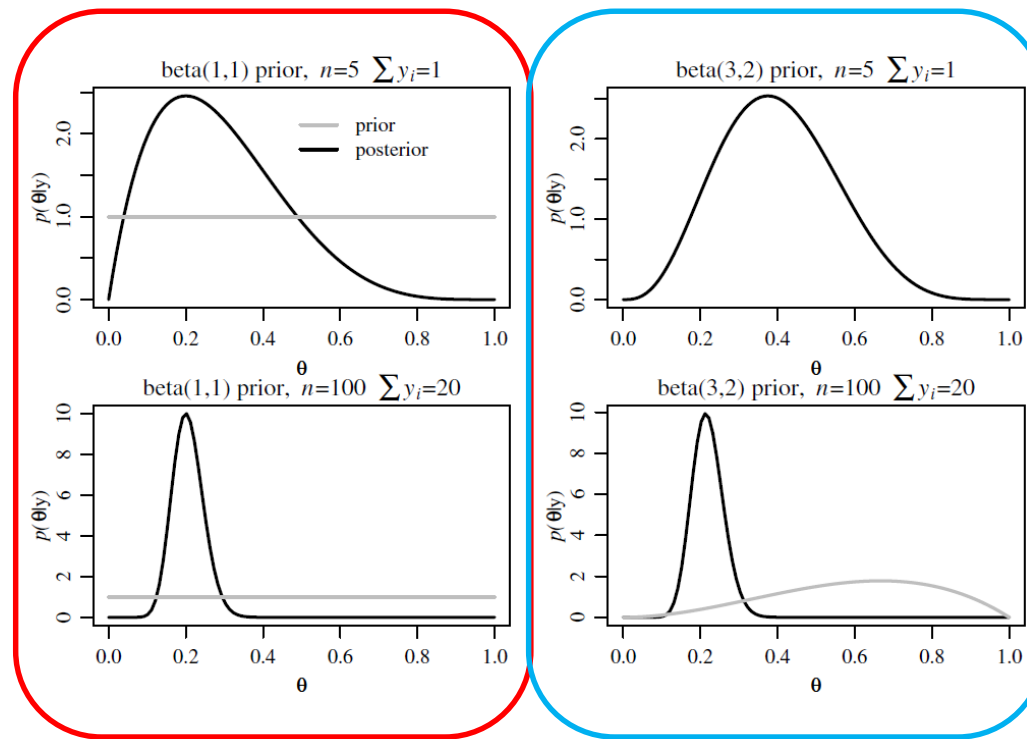 beta(1,1) prior, n=5 ∑yᵢ=1
p(θ|y)
2.0
1.0
0.0
prior
posterior
0.0 0.2 0.4 0.6 0.8 1.0
θ
beta(3,2) prior, n=5 ∑yᵢ=1
p(θ|y)
2.0
1.0
0.0
0.0 0.2 0.4 0.6 0.8 1.0
θ
beta(1,1) prior, n=100 ∑yᵢ=20
p(θ|y)
10
8
6
4
2
0
0.0 0.2 0.4 0.6 0.8 1.0
θ
beta(3,2) prior, n=100 ∑yᵢ=20
p(θ|y)
10
8
6
4
2
0
0.0 0.2 0.4 0.6 0.8 1.0
θ